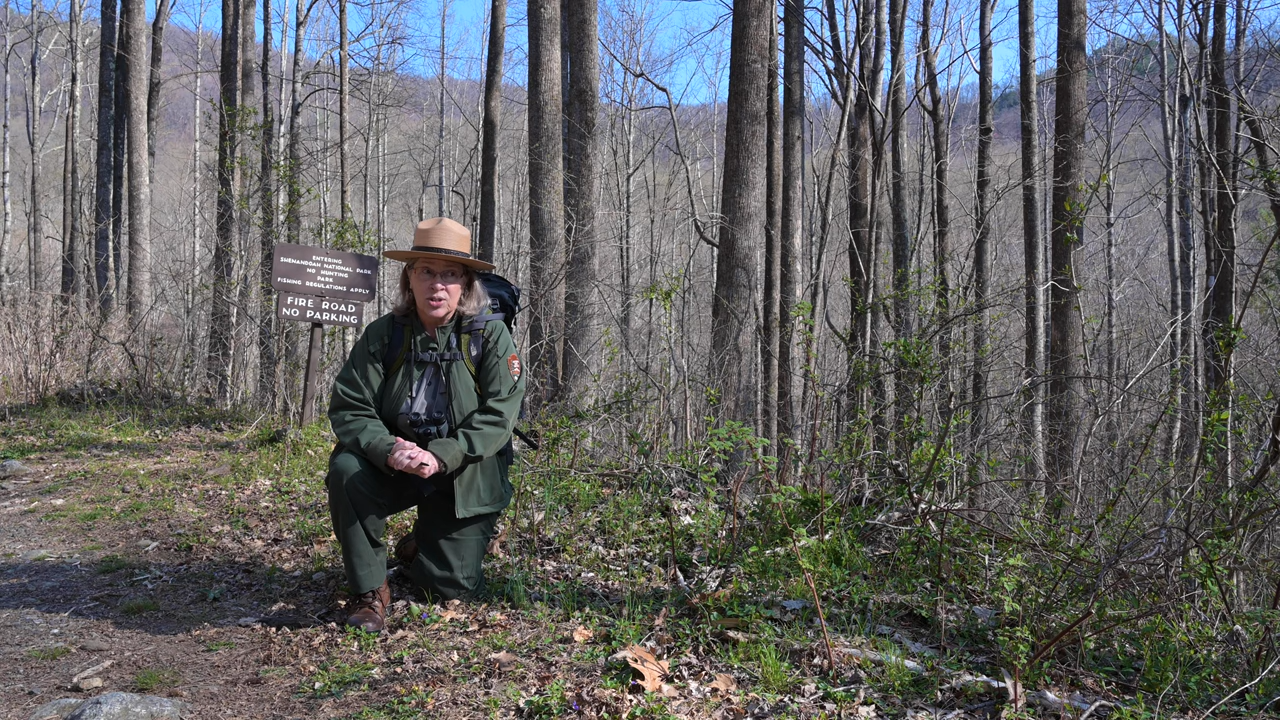 ENTERING
SHENANDOAH NATIONAL PARK
NO HUNTING
PARK
FISHING REGULATIONS APPLY
FIRE ROAD
NO PARKING